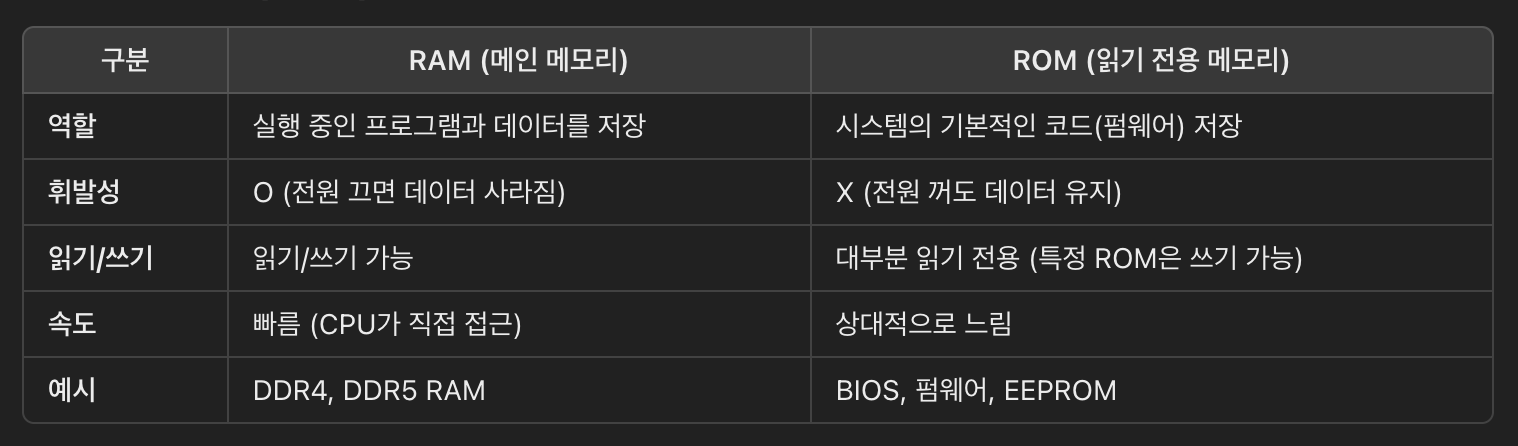 구분 RAM (메인 메모리) ROM (읽기 전용 메모리)
역할 실행 중인 프로그램과 데이터를 저장 시스템의 기본적인 코드(펌웨어) 저장
휘발성 O (전원 끄면 데이터 사라짐) X (전원 꺼도 데이터 유지)
읽기/쓰기 읽기/쓰기 가능 대부분 읽기 전용 (특정 ROM은 쓰기 가능)
속도 빠름 (CPU가 직접 접근) 상대적으로 느림
예시 DDR4, DDR5 RAM BIOS, 펌웨어, EEPROM